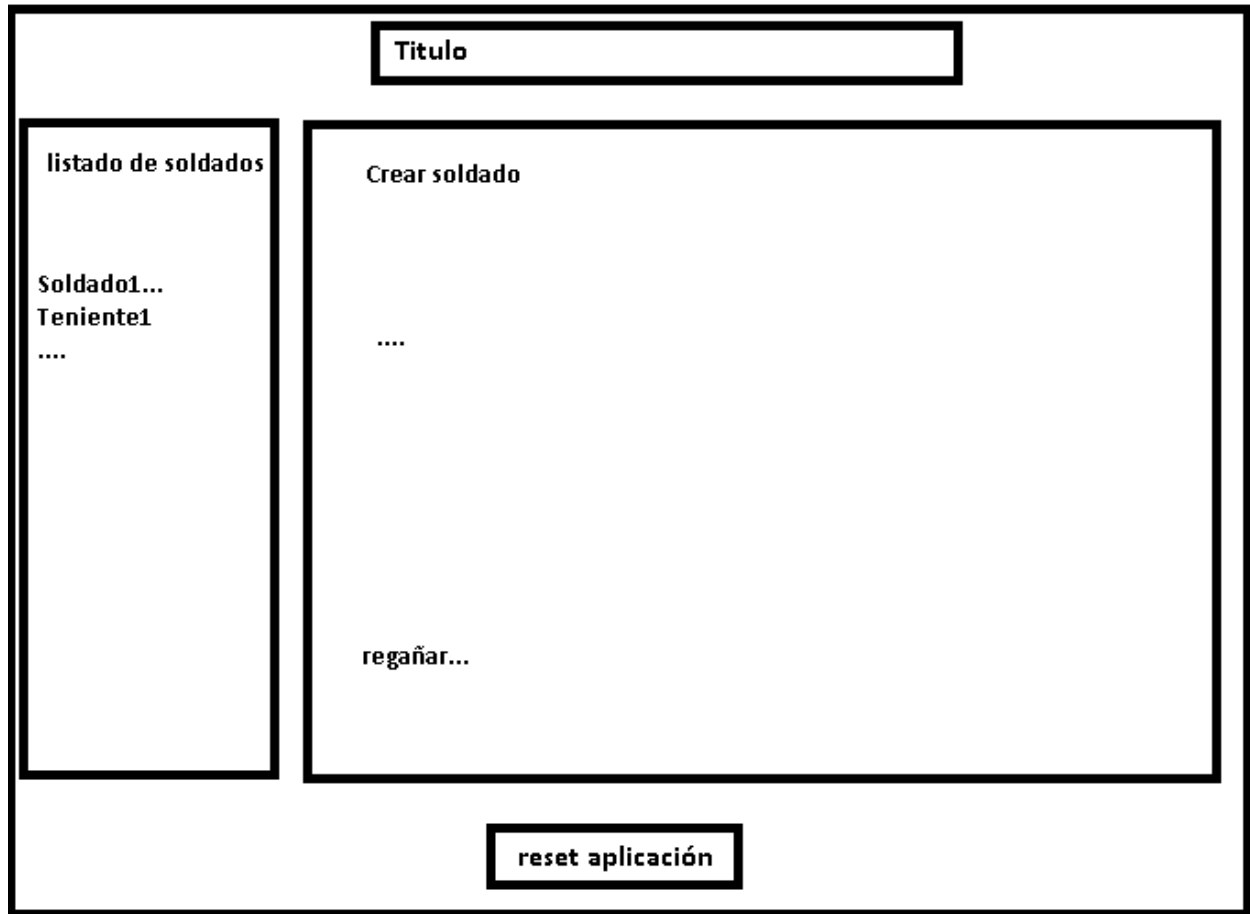 Titulo
listado de soldados
Soldado1...
Teniente1
....
Crear soldado
....
regañar...
reset aplicación